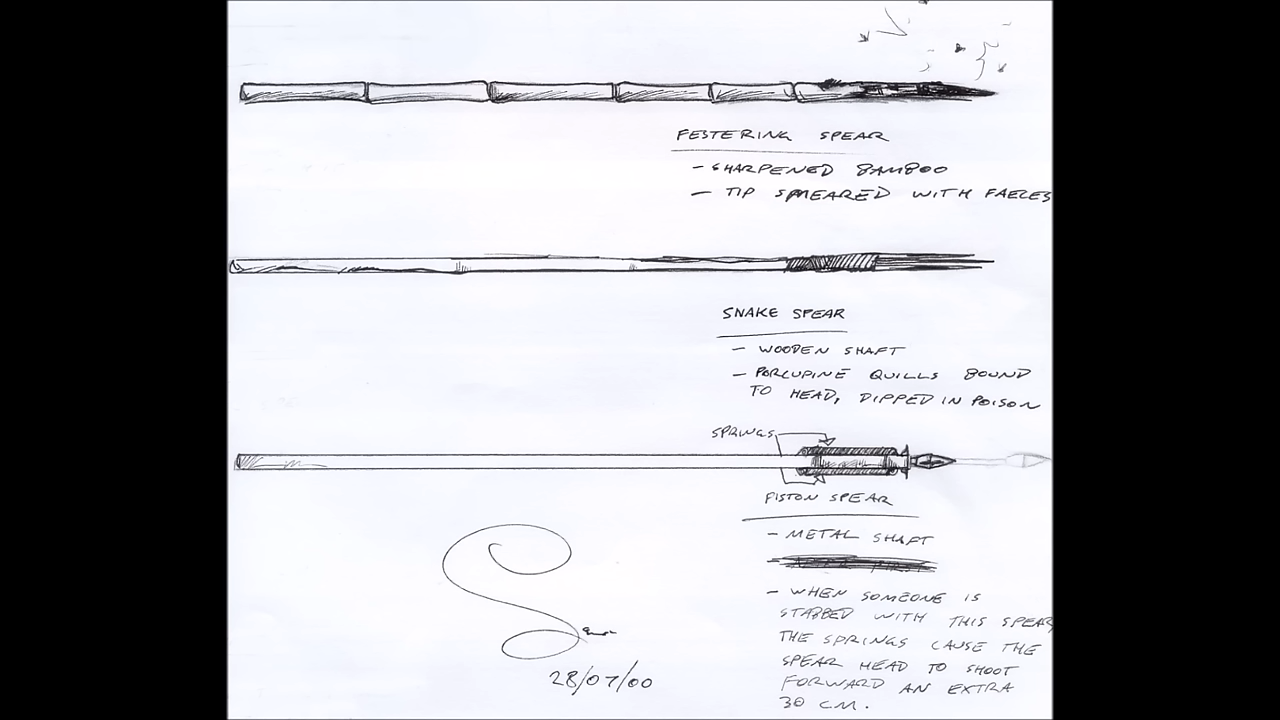 FESTERING SPEAR
- SHARPENED BAMBOO
- TIP SMEARED WITH FAECES
SNAKE SPEAR
- WOODEN SHAFT
- PORCUPINE QUILLS BOUND
TO HEAD, DIPPED IN POISON
SPRINGS
PISTON SPEAR
- METAL SHAFT
- WHEN SOMEONE IS
STABBED WITH THIS SPEAR,
THE SPRINGS CAUSE THE
SPEAR HEAD TO SHOOT
FORWARD AN EXTRA
30 CM.
28/07/00